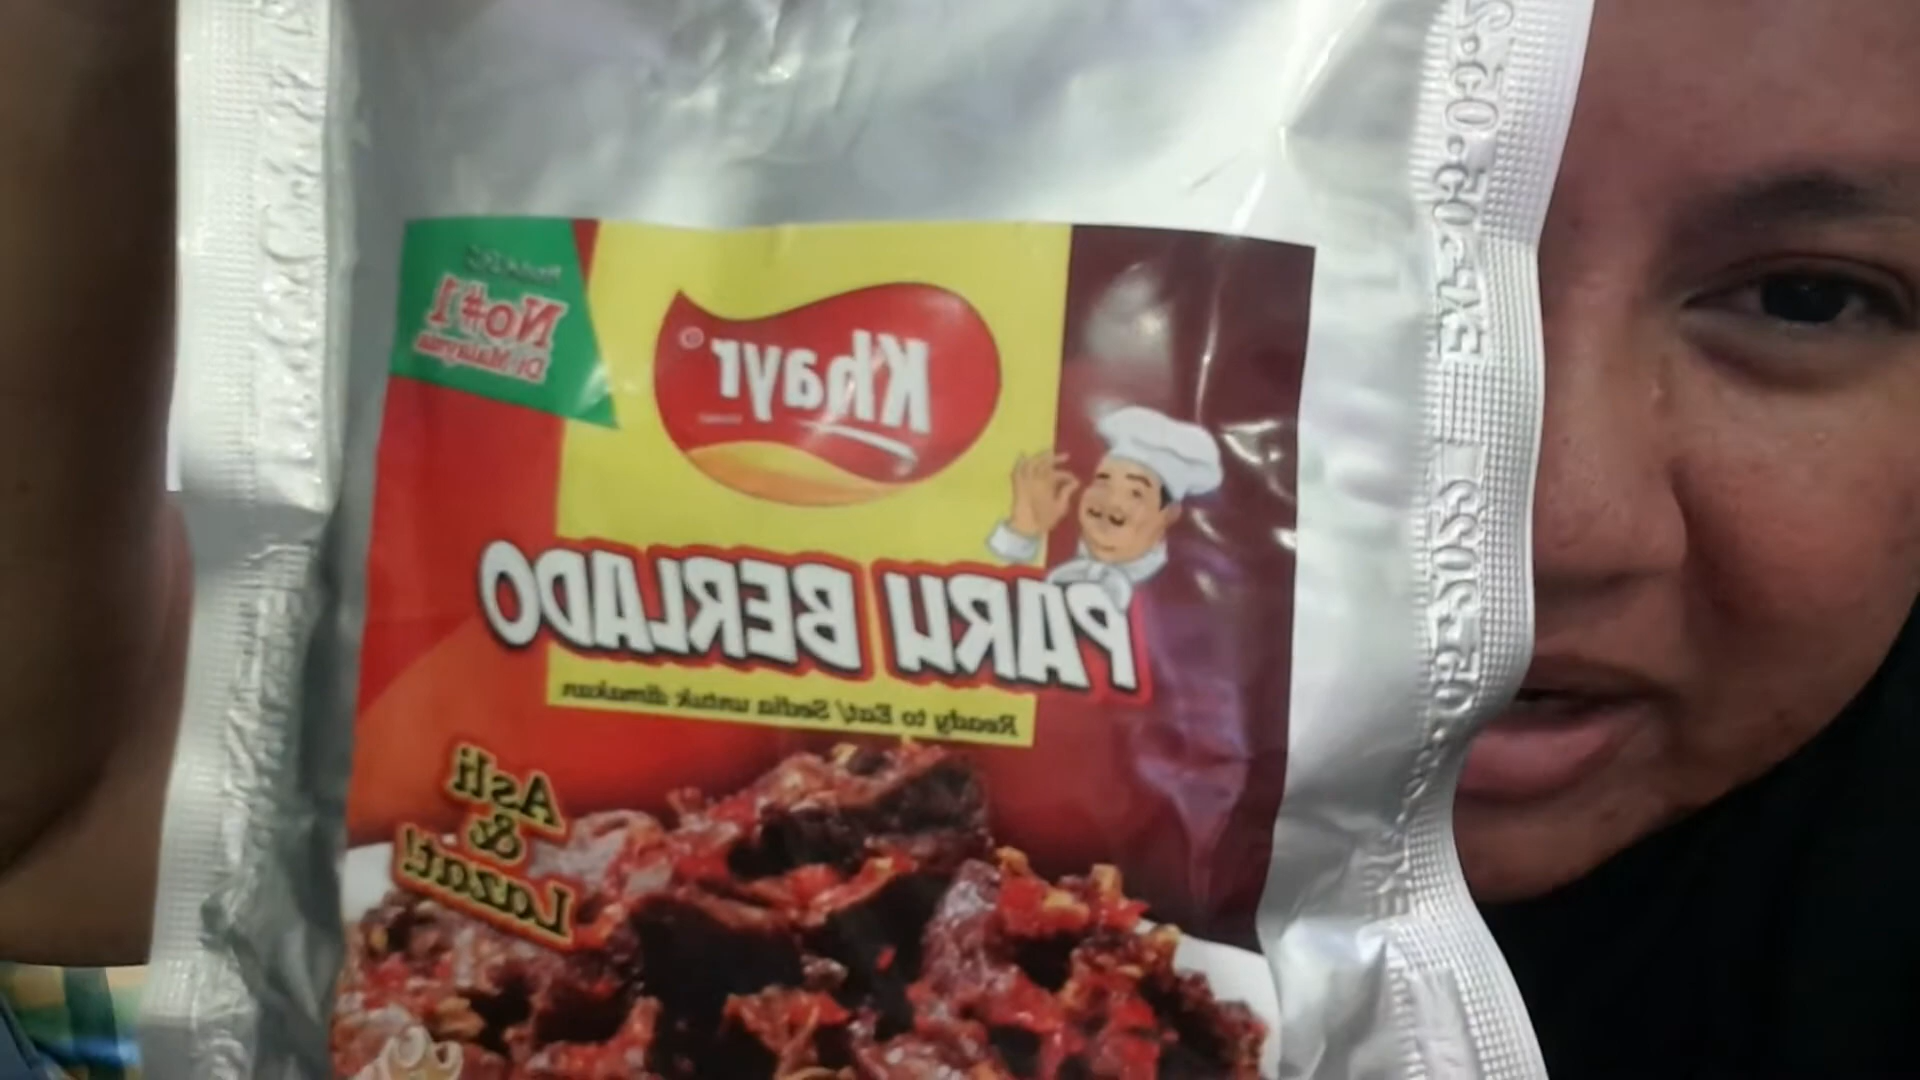 No#1
Di Malaysia
Khayr®
PARU BERLADO
Ready to Eat/ Sedia untuk dimakan
Asli
&
Lazat!